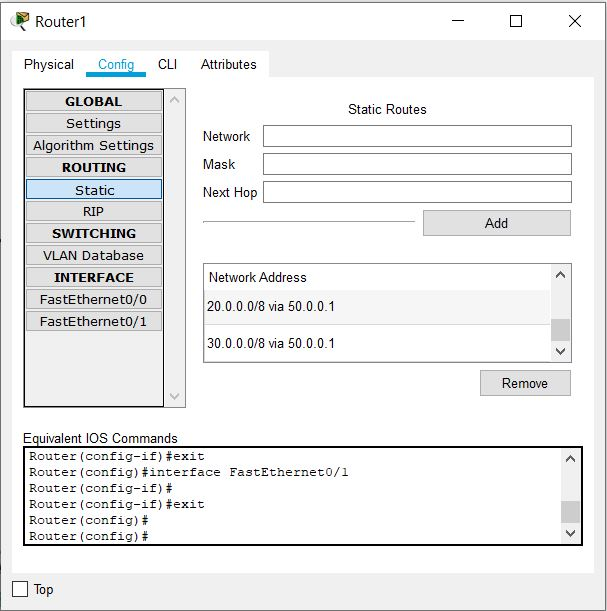 Router1
Physical Config CLI Attributes
GLOBAL
Settings
Algorithm Settings
ROUTING
Static
RIP
SWITCHING
VLAN Database
INTERFACE
FastEthernet0/0
FastEthernet0/1
Static Routes
Network
Mask
Next Hop
Add
Network Address
20.0.0.0/8 via 50.0.0.1
30.0.0.0/8 via 50.0.0.1
Remove
Equivalent IOS Commands
Router(config-if)#exit
Router(config)#interface FastEthernet0/1
Router(config-if)#
Router(config-if)#exit
Router(config)#
Router(config)#
Top